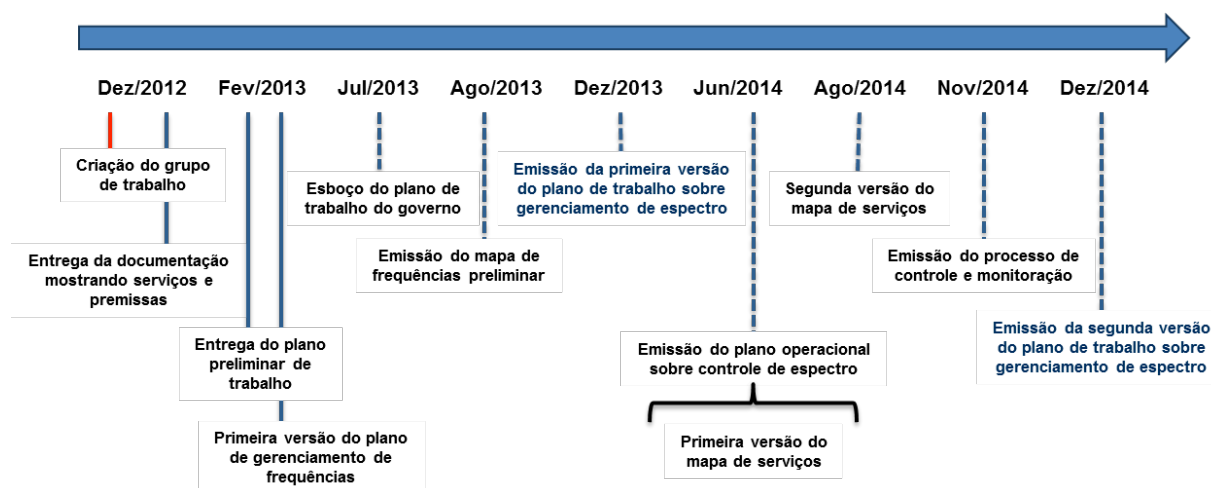 Dez/2012 Fev/2013 Jul/2013 Ago/2013 Dez/2013 Jun/2014 Ago/2014 Nov/2014 Dez/2014
Criação do grupo
de trabalho
Entrega da documentação
mostrando serviços e
premissas
Entrega do plano
preliminar de
trabalho
Primeira versão do plano
de gerenciamento de
frequências
Esboço do plano de
trabalho do governo
Emissão do mapa de
frequências preliminar
Emissão da primeira versão
do plano de trabalho sobre
gerenciamento de espectro
Emissão do plano operacional
sobre controle de espectro
Primeira versão do
mapa de serviços
Segunda versão do
mapa de serviços
Emissão do processo de
controle e monitoração
Emissão da segunda versão
do plano de trabalho sobre
gerenciamento de espectro